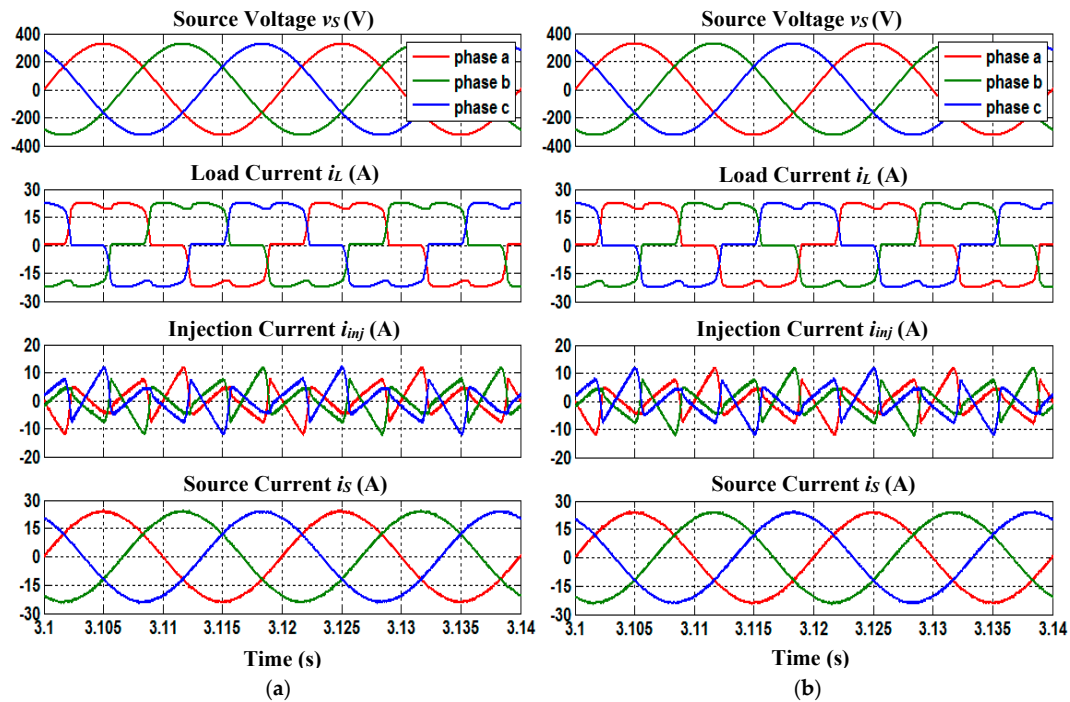 Source Voltage vS (V)
400
200
0
-200
-400
phase a
phase b
phase c
Load Current iL (A)
30
15
0
-15
-30
Injection Current iinj (A)
20
10
0
-10
-20
Source Current iS (A)
30
15
0
-15
-30
3.1 3.105 3.11 3.115 3.12 3.125 3.13 3.135 3.14
Time (s)
(a)
Source Voltage vS (V)
400
200
0
-200
-400
phase a
phase b
phase c
Load Current iL (A)
30
15
0
-15
-30
Injection Current iinj (A)
20
10
0
-10
-20
Source Current iS (A)
30
15
0
-15
-30
3.1 3.105 3.11 3.115 3.12 3.125 3.13 3.135 3.14
Time (s)
(b)